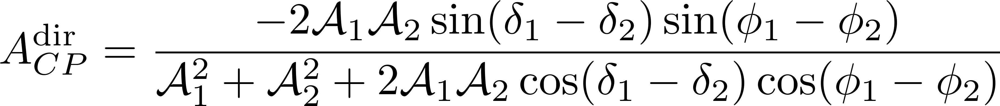 A_{CP}^{\mathrm{dir}} = \frac{-2\mathcal{A}_1\mathcal{A}_2 \sin(\delta_1 - \delta_2) \sin(\phi_1 - \phi_2)}{\mathcal{A}_1^2 + \mathcal{A}_2^2 + 2\mathcal{A}_1\mathcal{A}_2 \cos(\delta_1 - \delta_2) \cos(\phi_1 - \phi_2)}